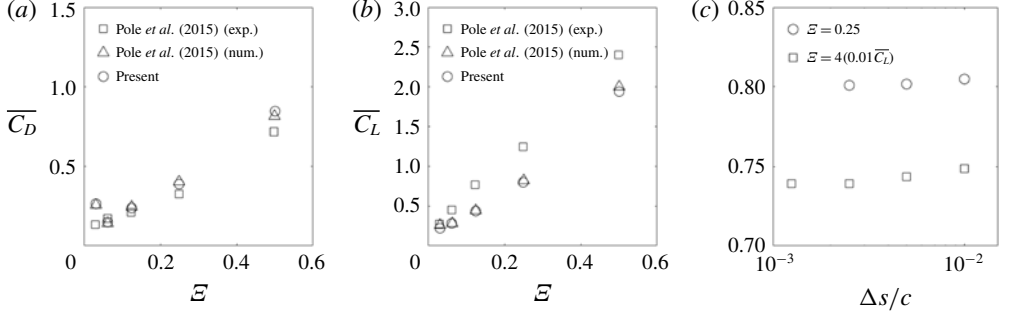 (a)
1.5
□ Pole et al. (2015) (exp.)
△ Pole et al. (2015) (num.)
○ Present
1.0
C_D
0.5
0
0.2
0.4
0.6
Ξ
(b)
3.0
□ Pole et al. (2015) (exp.)
2.5
△ Pole et al. (2015) (num.)
2.0
○ Present
C_L
1.5
1.0
0.5
0
0.2
0.4
0.6
Ξ
(c)
0.85
○ Ξ = 0.25
□ Ξ = 4(0.01C_L)
0.80
0.75
0.70
10^−3
10^−2
Δs/c